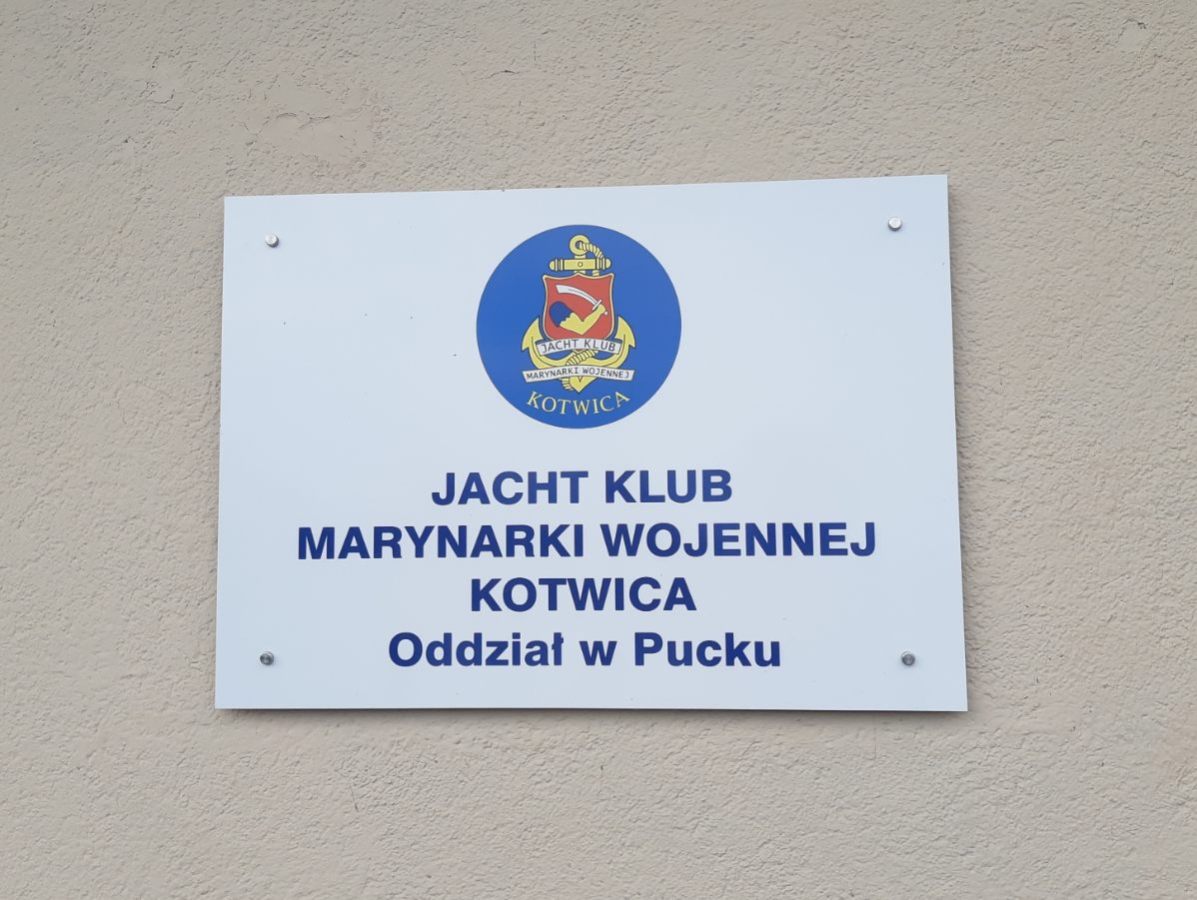 JACHT KLUB
MARYNARKI WOJENNEJ
KOTWICA
JACHT KLUB
MARYNARKI WOJENNEJ
KOTWICA
Oddział w Pucku